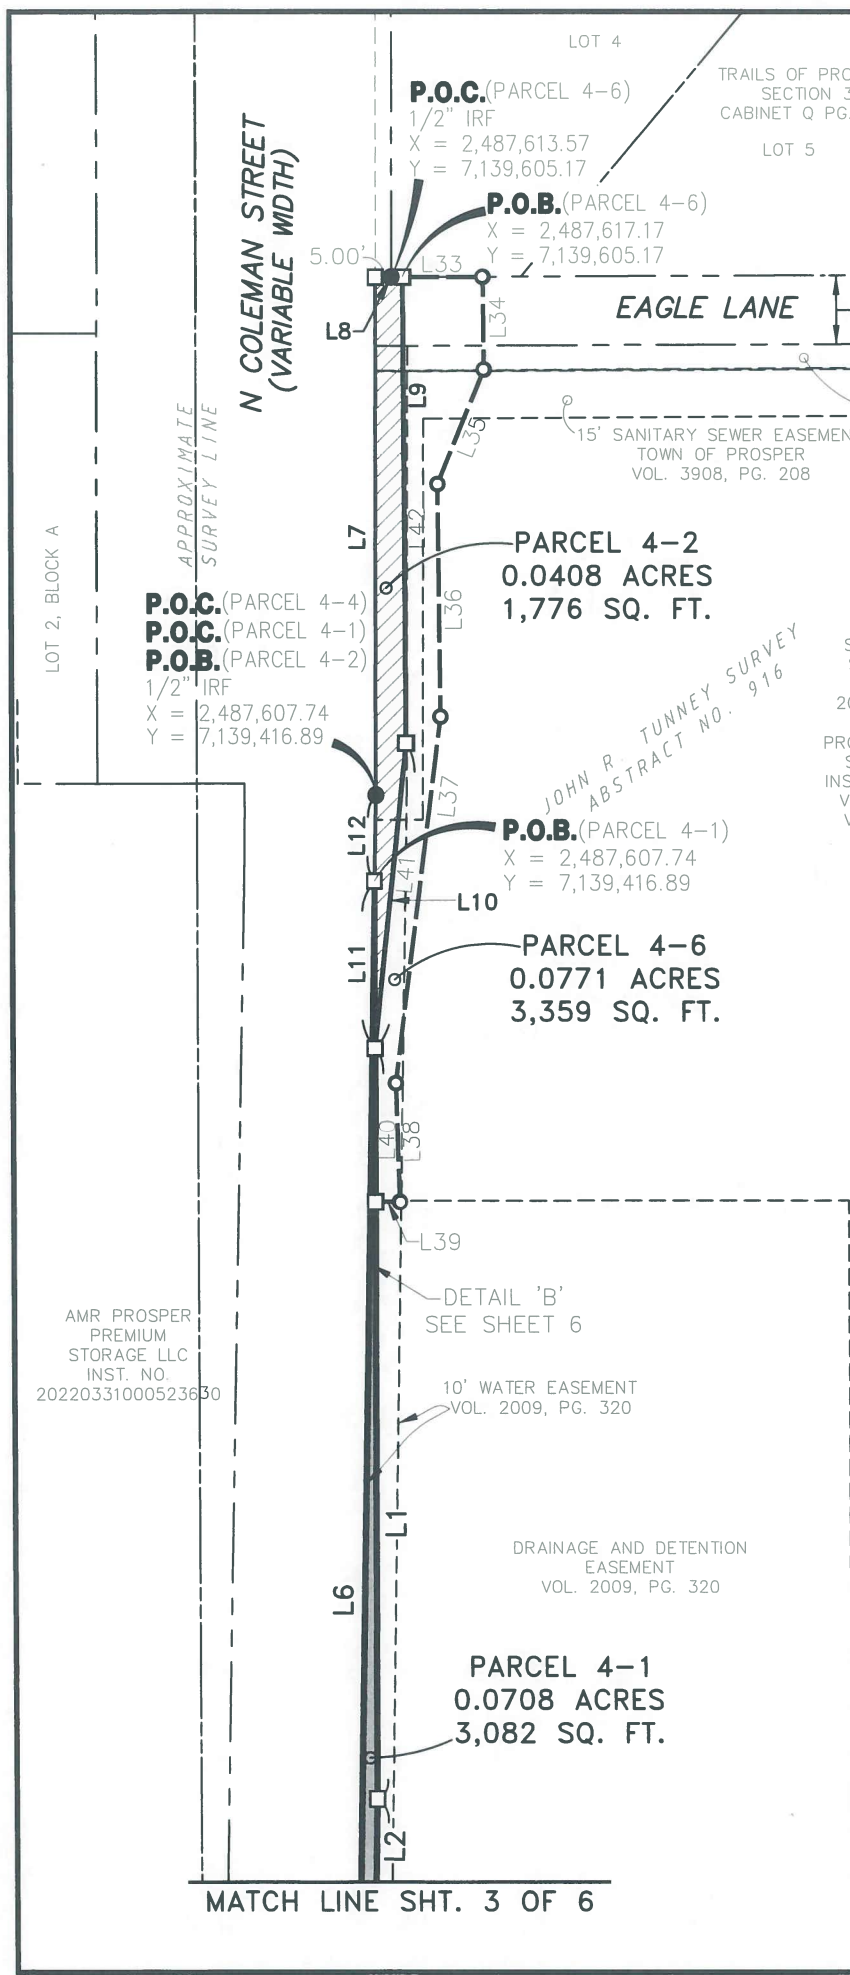 LOT 4
TRAILS OF PRO
SECTION 3
CABINET Q PG.
LOT 5
P.O.C.(PARCEL 4-6)
1/2" IRF
X = 2,487,613.57
Y = 7,139,605.17
N COLEMAN STREET
(VARIABLE WIDTH)
P.O.B.(PARCEL 4-6)
X = 2,487,617.17
Y = 7,139,605.17
5.00'
L33
L34
EAGLE LANE
L8
L9
L35
APPROXIMATE
SURVEY LINE
15' SANITARY SEWER EASEMEN
TOWN OF PROSPER
VOL. 3908, PG. 208
L7
L42
PARCEL 4-2
0.0408 ACRES
1,776 SQ. FT.
LOT 2, BLOCK A
L36
P.O.C.(PARCEL 4-4)
P.O.C.(PARCEL 4-1)
P.O.B.(PARCEL 4-2)
1/2" IRF
X = 2,487,607.74
Y = 7,139,416.89
JOHN R. TUNNEY SURVEY
ABSTRACT NO. 916
S
20
PRO
S
INS
V
V
L37
L12
P.O.B.(PARCEL 4-1)
X = 2,487,607.74
Y = 7,139,416.89
L41
L10
L11
PARCEL 4-6
0.0771 ACRES
3,359 SQ. FT.
L40
L38
L39
DETAIL 'B'
SEE SHEET 6
AMR PROSPER
PREMIUM
STORAGE LLC
INST. NO.
20220331000523630
10' WATER EASEMENT
VOL. 2009, PG. 320
L1
DRAINAGE AND DETENTION
EASEMENT
VOL. 2009, PG. 320
L6
PARCEL 4-1
0.0708 ACRES
3,082 SQ. FT.
L2
MATCH LINE SHT. 3 OF 6